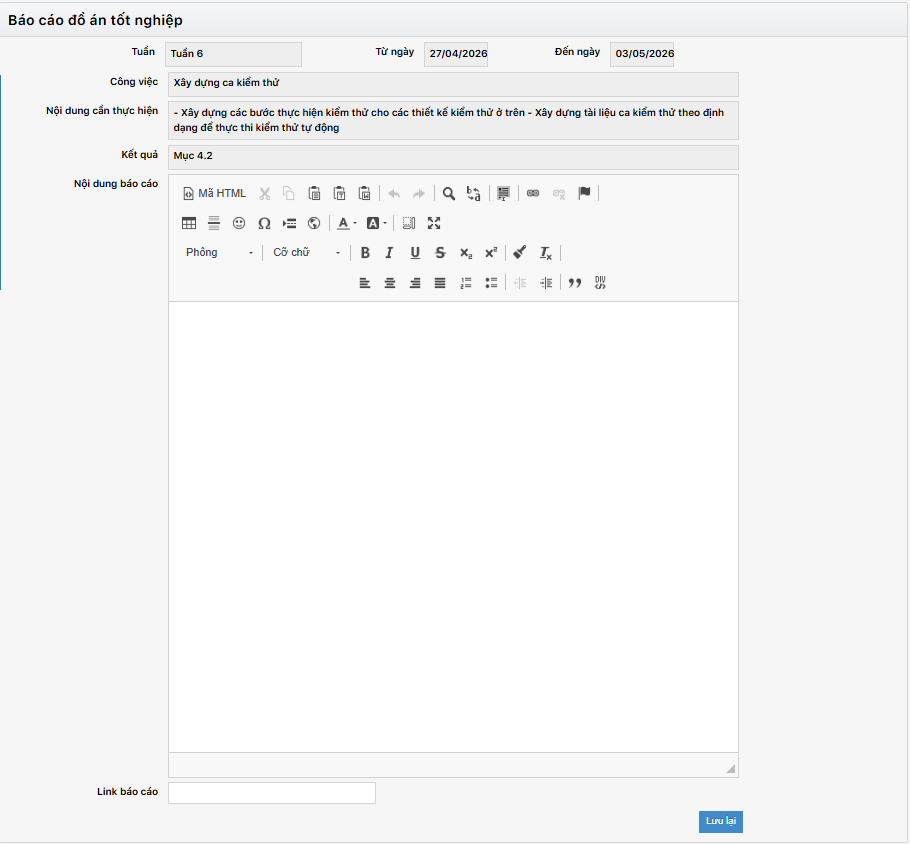 Báo cáo đồ án tốt nghiệp
Tuần Tuần 6 Từ ngày 27/04/2026 Đến ngày 03/05/2026
Công việc Xây dựng ca kiểm thử
Nội dung cần thực hiện - Xây dựng các bước thực hiện kiểm thử cho các thiết kế kiểm thử ở trên - Xây dựng tài liệu ca kiểm thử theo định
dạng để thực thi kiểm thử tự động
Kết quả Mục 4.2
Nội dung báo cáo
Mã HTML
Phông Cỡ chữ
Link báo cáo
Lưu lại